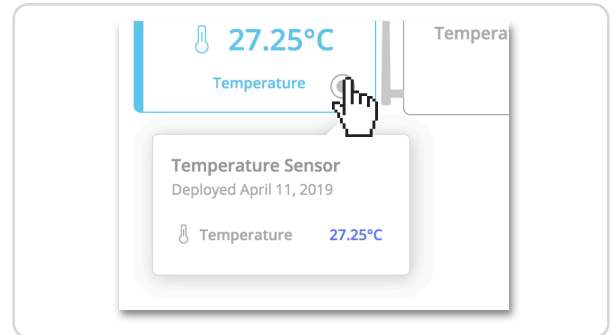 27.25°C
Temperature
Tempera
Temperature Sensor
Deployed April 11, 2019
Temperature 27.25°C